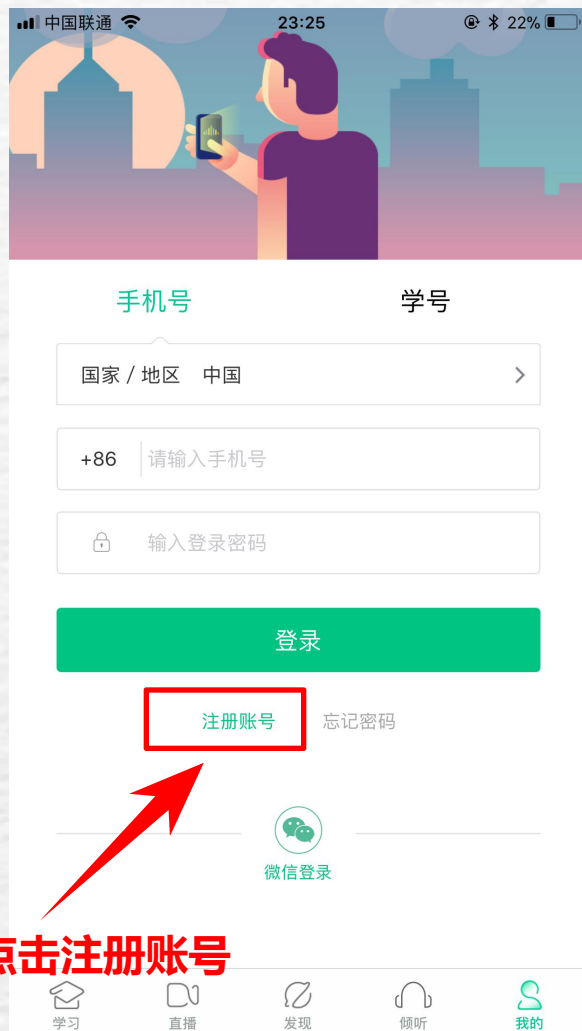 中国联通 23:25 22%
手机号 学号
国家 / 地区 中国
+86 请输入手机号
输入登录密码
登录
注册账号 忘记密码
微信登录
点击注册账号
学习 直播 发现 倾听 我的